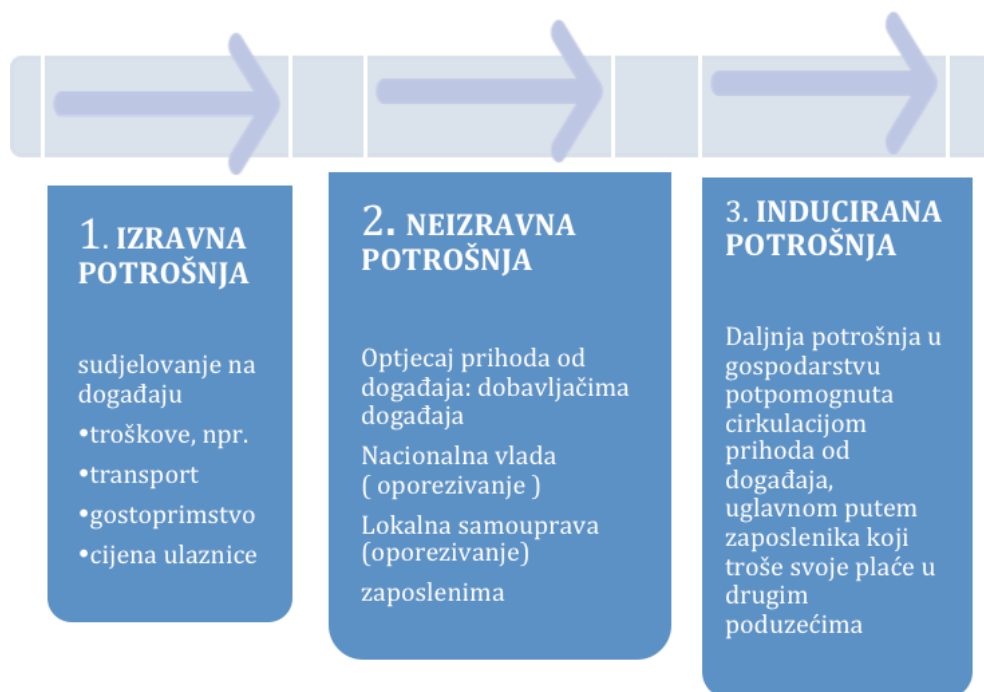 1. IZRAVNA
POTROŠNJA
sudjelovanje na
događaju
•troškove, npr.
•transport
•gostoprimstvo
•cijena ulaznice
2. NEIZRAVNA
POTROŠNJA
Optjecaj prihoda od
događaja: dobavljačima
događaja
Nacionalna vlada
( oporezivanje )
Lokalna samouprava
(oporezivanje)
zaposlenima
3. INDUCIRANA
POTROŠNJA
Daljnja potrošnja u
gospodarstvu
potpomognuta
cirkulacijom
prihoda od
događaja,
uglavnom putem
zaposlenika koji
troše svoje plaće u
drugim
poduzećima